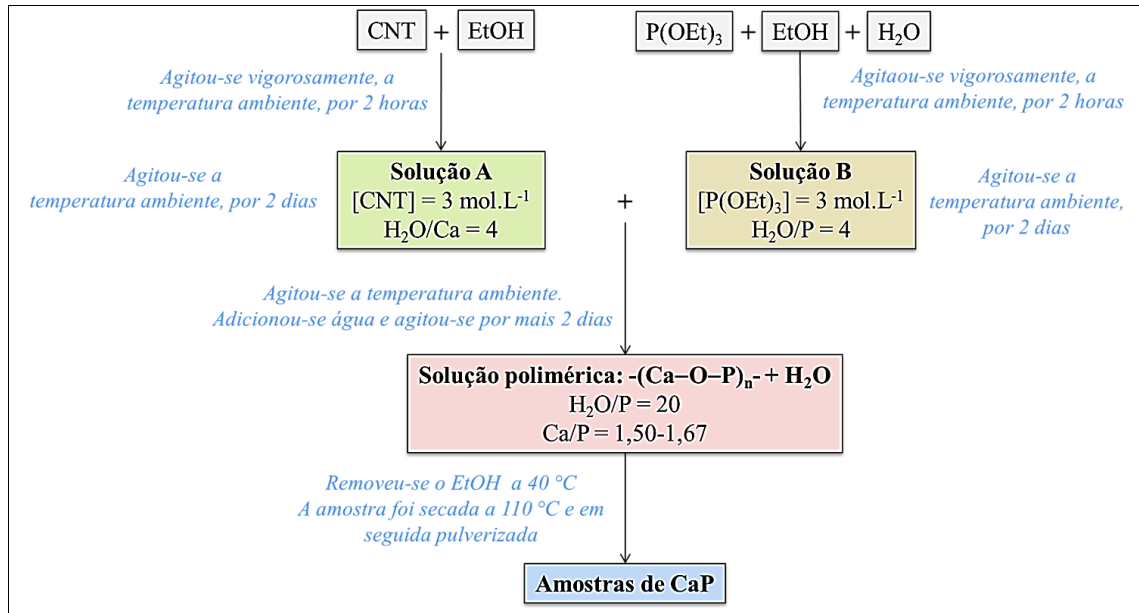 CNT + EtOH
P(OEt)₃ + EtOH + H₂O
Agitou-se vigorosamente, a
temperatura ambiente, por 2 horas
Agitaou-se vigorosamente, a
temperatura ambiente, por 2 horas
Agitou-se a
temperatura ambiente, por 2 dias
Solução A
[CNT] = 3 mol.L⁻¹
H₂O/Ca = 4
+
Solução B
[P(OEt)₃] = 3 mol.L⁻¹
H₂O/P = 4
Agitou-se a
temperatura ambiente,
por 2 dias
Agitou-se a temperatura ambiente.
Adicionou-se água e agitou-se por mais 2 dias
Solução polimérica: -(Ca–O–P)ₙ- + H₂O
H₂O/P = 20
Ca/P = 1,50-1,67
Removeu-se o EtOH a 40 °C
A amostra foi secada a 110 °C e em
seguida pulverizada
Amostras de CaP